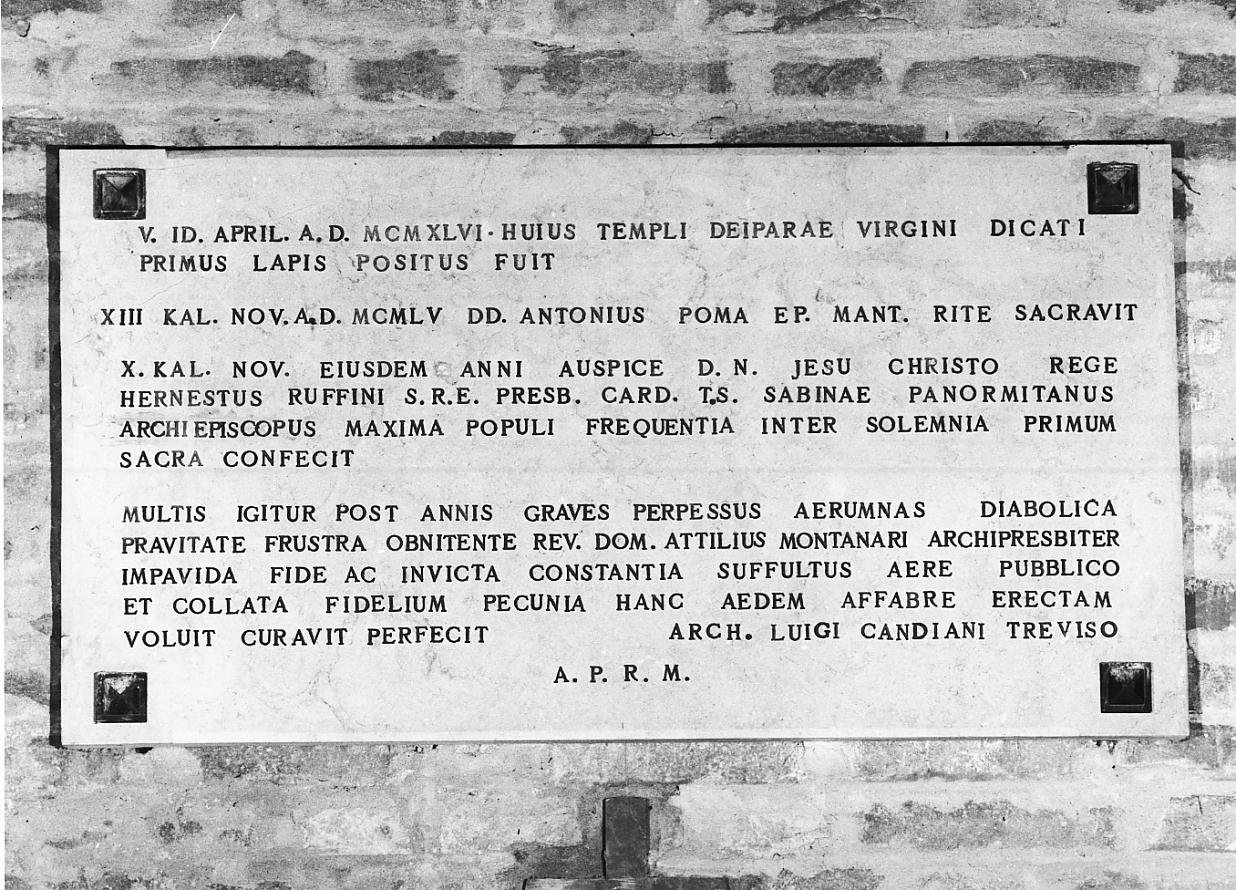 V. ID. APRIL. A. D. MCMXLVI · HUIUS TEMPLI DEIPARAE VIRGINI DICATI
PRIMUS LAPIS POSITUS FUIT
XIII KAL. NOV. A.D. MCMLV DD. ANTONIUS POMA EP. MANT. RITE SACRAVIT
X. KAL. NOV. EIUSDEM ANNI AUSPICE D. N. JESU CHRISTO REGE
HERNESTUS RUFFINI S.R.E. PRESB. CARD. T.S. SABINAE PANORMITANUS
ARCHIEPISCOPUS MAXIMA POPULI FREQUENTIA INTER SOLEMNIA PRIMUM
SACRA CONFECIT
MULTIS IGITUR POST ANNIS GRAVES PERPESSUS AERUMNAS DIABOLICA
PRAVITATE FRUSTRA OBNITENTE REV. DOM. ATTILIUS MONTANARI ARCHIPRESBITER
IMPAVIDA FIDE AC INVICTA CONSTANTIA SUFFULTUS AERE PUBBLICO
ET COLLATA FIDELIUM PECUNIA HANC AEDEM AFFABRE ERECTAM
VOLUIT CURAVIT PERFECIT ARCH. LUIGI CANDIANI TREVISO
A. P. R. M.